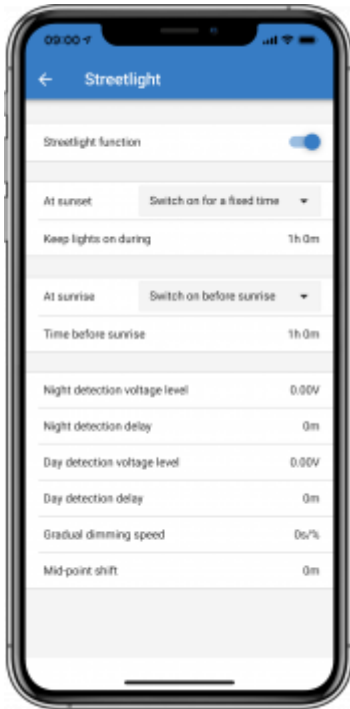 09:00
Streetlight
Streetlight function
At sunset Switch on for a fixed time
Keep lights on during 1h 0m
At sunrise Switch on before sunrise
Time before sunrise 1h 0m
Night detection voltage level 0.00V
Night detection delay 0m
Day detection voltage level 0.00V
Day detection delay 0m
Gradual dimming speed 0s/%
Mid-point shift 0m